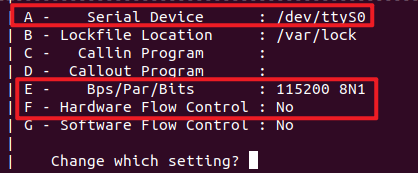 A -    Serial Device      : /dev/ttyS0
B - Lockfile Location     : /var/lock
C -   Callin Program      :
D -  Callout Program      :
E -    Bps/Par/Bits       : 115200 8N1
F - Hardware Flow Control : No
G - Software Flow Control : No
Change which setting?